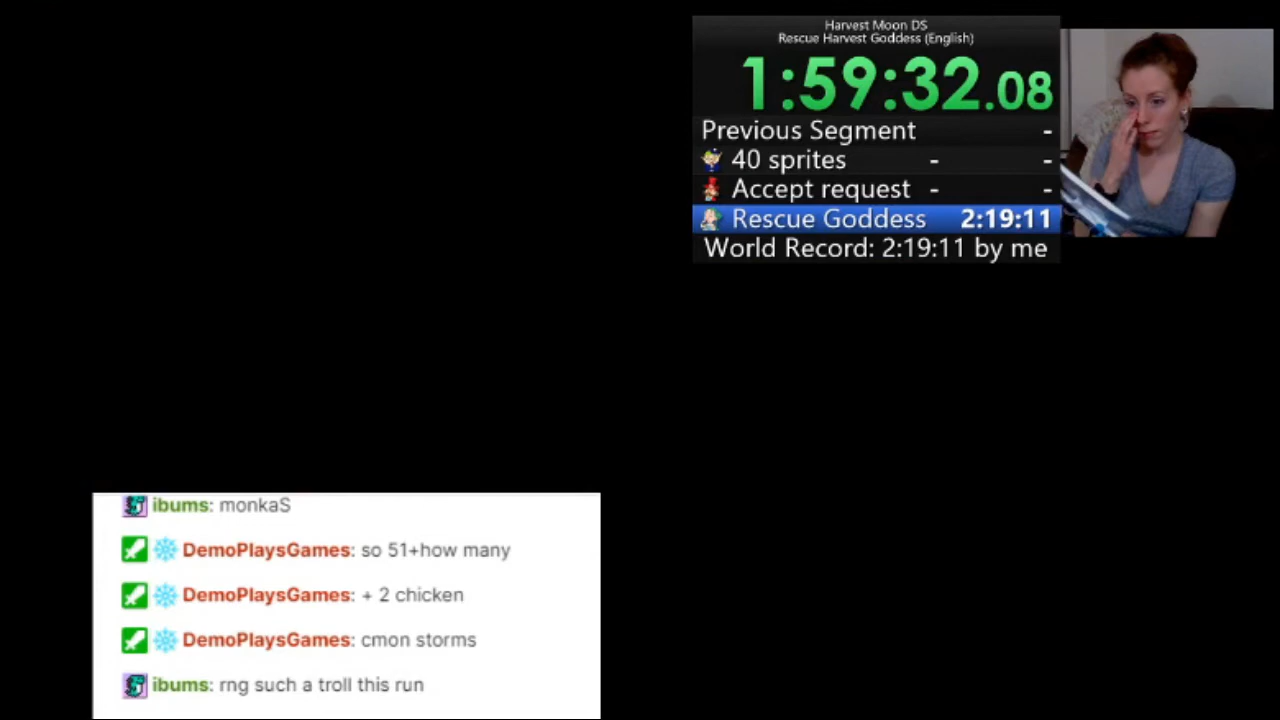 Harvest Moon DS
Rescue Harvest Goddess (English)
1:59:32.08
Previous Segment -
40 sprites - -
Accept request - -
Rescue Goddess 2:19:11
World Record: 2:19:11 by me
ibums: monkaS
DemoPlaysGames: so 51+how many
DemoPlaysGames: + 2 chicken
DemoPlaysGames: cmon storms
ibums: rng such a troll this run